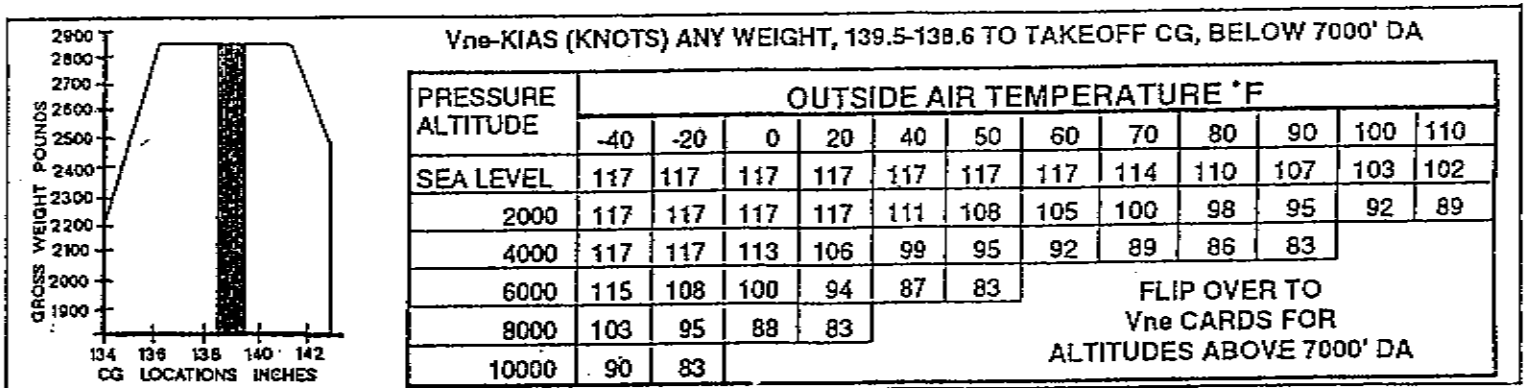 Vne-KIAS (KNOTS) ANY WEIGHT, 139.5-138.6 TO TAKEOFF CG, BELOW 7000' DA
GROSS WEIGHT POUNDS
2900
2800
2700
2600
2500
2400
2300
2200
2100
2000
1900
134 136 138 140 142
CG LOCATIONS INCHES
PRESSURE ALTITUDE
OUTSIDE AIR TEMPERATURE °F
-40 -20 0 20 40 50 60 70 80 90 100 110
SEA LEVEL 117 117 117 117 117 117 117 114 110 107 103 102
2000 117 117 117 117 111 108 105 100 98 95 92 89
4000 117 117 113 106 99 95 92 89 86 83
6000 115 108 100 94 87 83
8000 103 95 88 83
10000 90 83
FLIP OVER TO
Vne CARDS FOR
ALTITUDES ABOVE 7000' DA